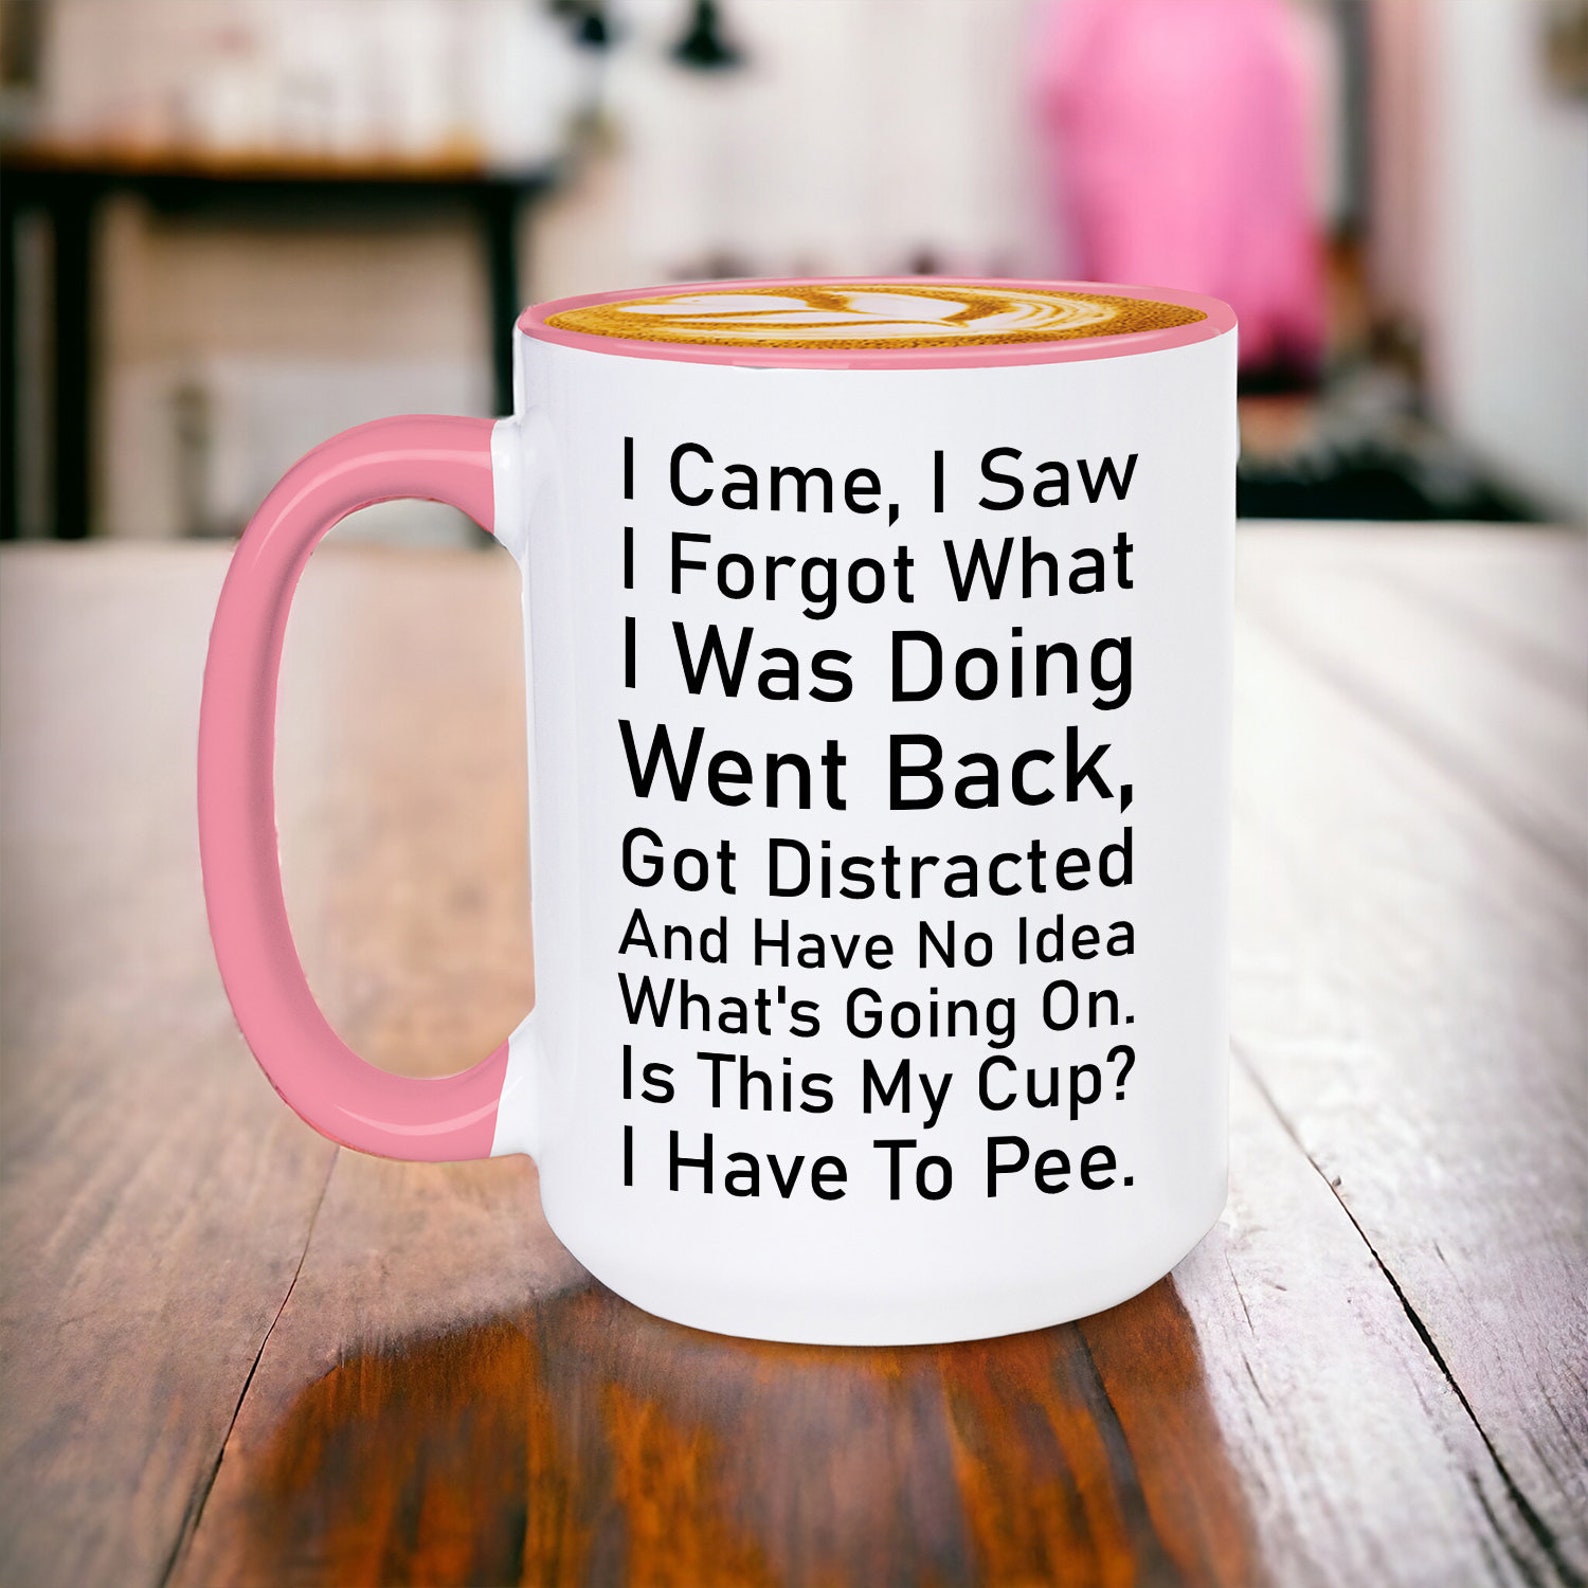 I Came, I Saw
I Forgot What
I Was Doing
Went Back,
Got Distracted
And Have No Idea
What's Going On.
Is This My Cup?
I Have To Pee.